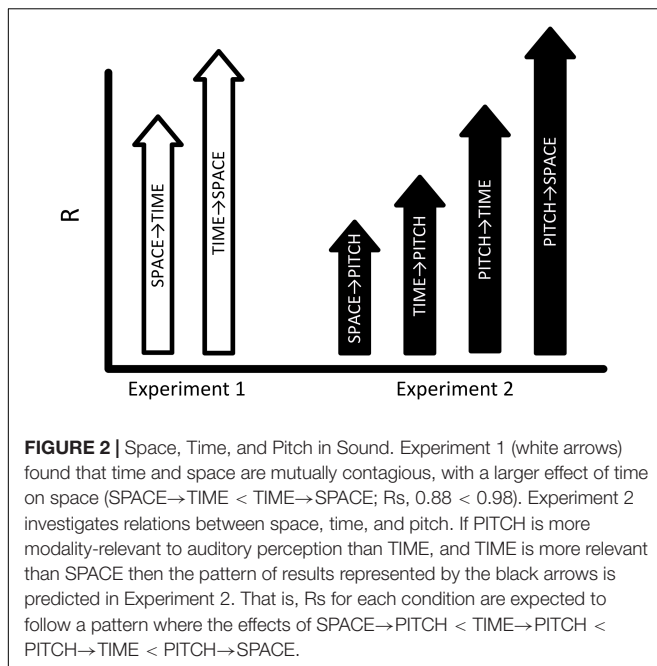 R
SPACE→TIME
TIME→SPACE
SPACE→PITCH
TIME→PITCH
PITCH→TIME
PITCH→SPACE
Experiment 1
Experiment 2
FIGURE 2 | Space, Time, and Pitch in Sound. Experiment 1 (white arrows)
found that time and space are mutually contagious, with a larger effect of time
on space (SPACE→TIME < TIME→SPACE; Rs, 0.88 < 0.98). Experiment 2
investigates relations between space, time, and pitch. If PITCH is more
modality-relevant to auditory perception than TIME, and TIME is more relevant
than SPACE then the pattern of results represented by the black arrows is
predicted in Experiment 2. That is, Rs for each condition are expected to
follow a pattern where the effects of SPACE→PITCH < TIME→PITCH <
PITCH→TIME < PITCH→SPACE.